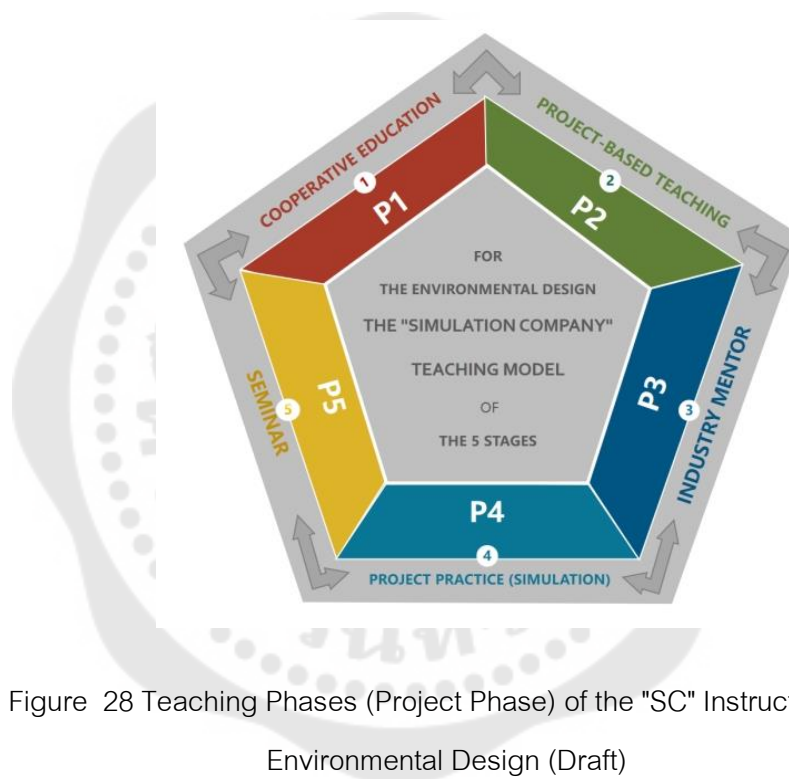 COOPERATIVE EDUCATION
1
P1
PROJECT-BASED TEACHING
2
P2
INDUSTRY MENTOR
3
P3
P4
4
PROJECT PRACTICE (SIMULATION)
SEMINAR
5
P5
FOR
THE ENVIRONMENTAL DESIGN
THE "SIMULATION COMPANY"
TEACHING MODEL
OF
THE 5 STAGES
Figure 28 Teaching Phases (Project Phase) of the "SC" Instruct
Environmental Design (Draft)